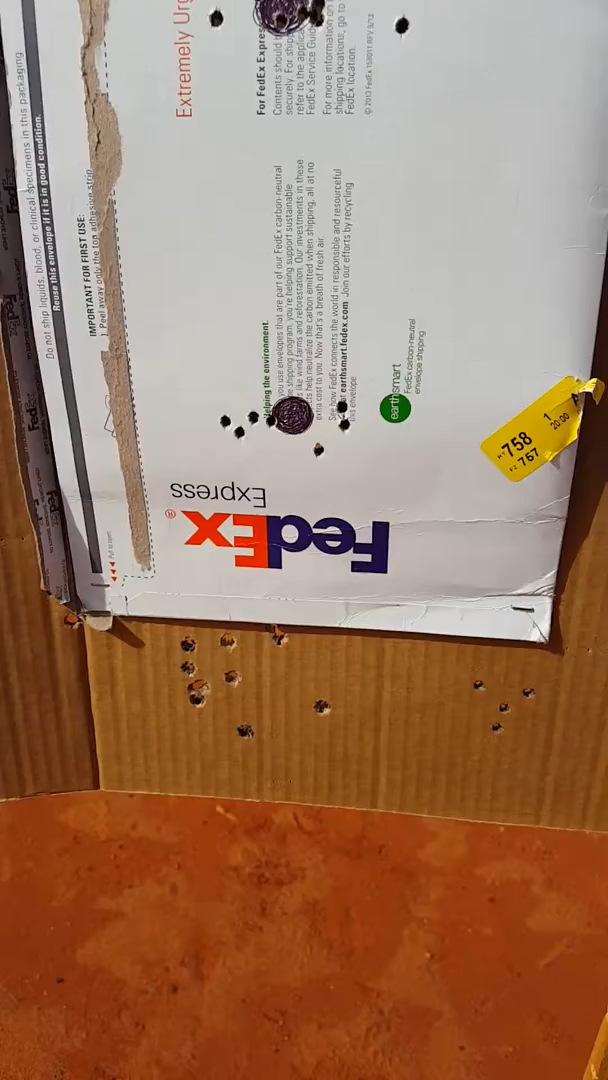 Do not ship liquids, blood, or clinical specimens in this packaging
Reuse this envelope if it is in good condition.
IMPORTANT FOR FIRST USE:
1. Peel away only the top adhesive strip
Extremely Urg
For FedEx Expres
Contents should
securely. For ship
refer to the applica
FedEx Service Guid
For more information on
shipping locations, go to
FedEx location.
© 2013 FedEx 155011 REV 5/13
Helping the environment.
you use envelopes that are part of our FedEx carbon-neutral
shipping program, you're helping support sustainable
like wind farms and reforestation. Our investments in these
help neutralize the carbon emitted when shipping, all at no
extra cost to you. Now that's a breath of fresh air.
See how FedEx connects the world in responsible and resourceful
earthsmart.fedex.com Join our efforts by recycling
this envelope
earthsmart
FedEx carbon-neutral
envelope shipping
FedEx®
Express
758
767
1
20:00